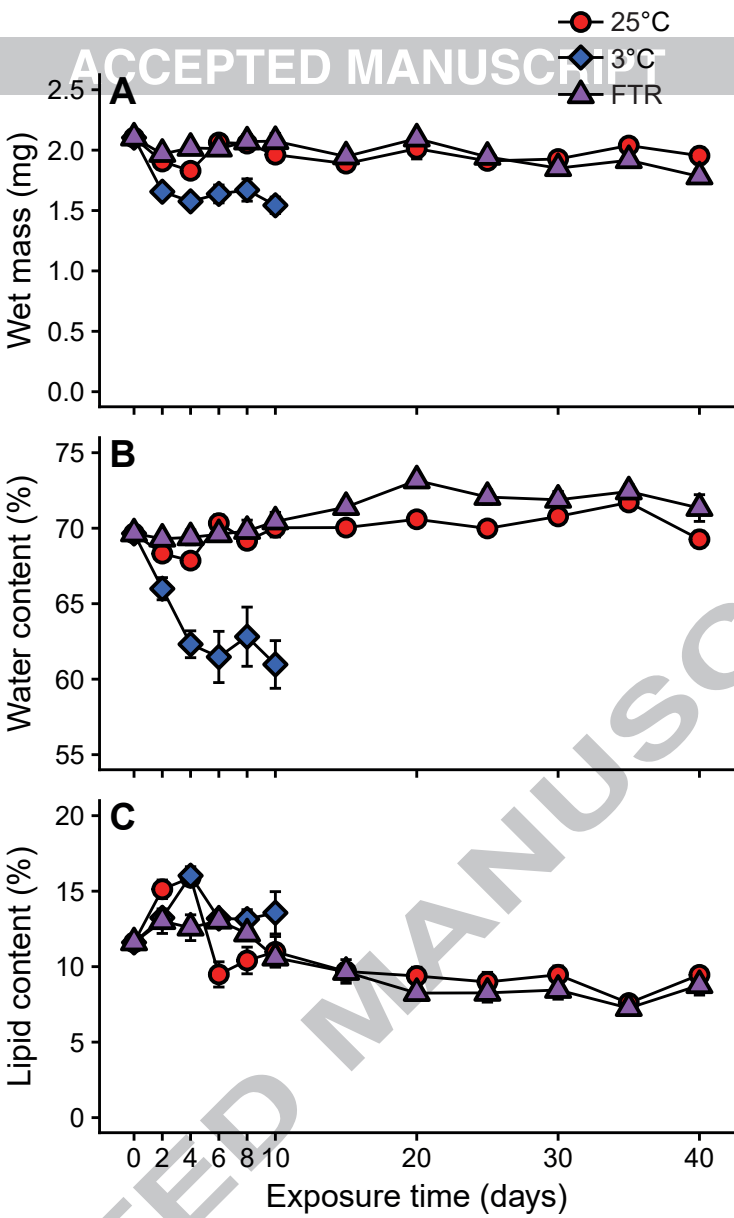 25°C
ACCEPTED MANUSCRIPT
3°C
FTR
A
2.5
2.0
1.5
1.0
0.5
0.0
Wet mass (mg)
B
75
70
65
60
55
Water content (%)
C
20
15
10
5
0
Lipid content (%)
0 2 4 6 8 10 20 30 40
Exposure time (days)
TED MANUSC